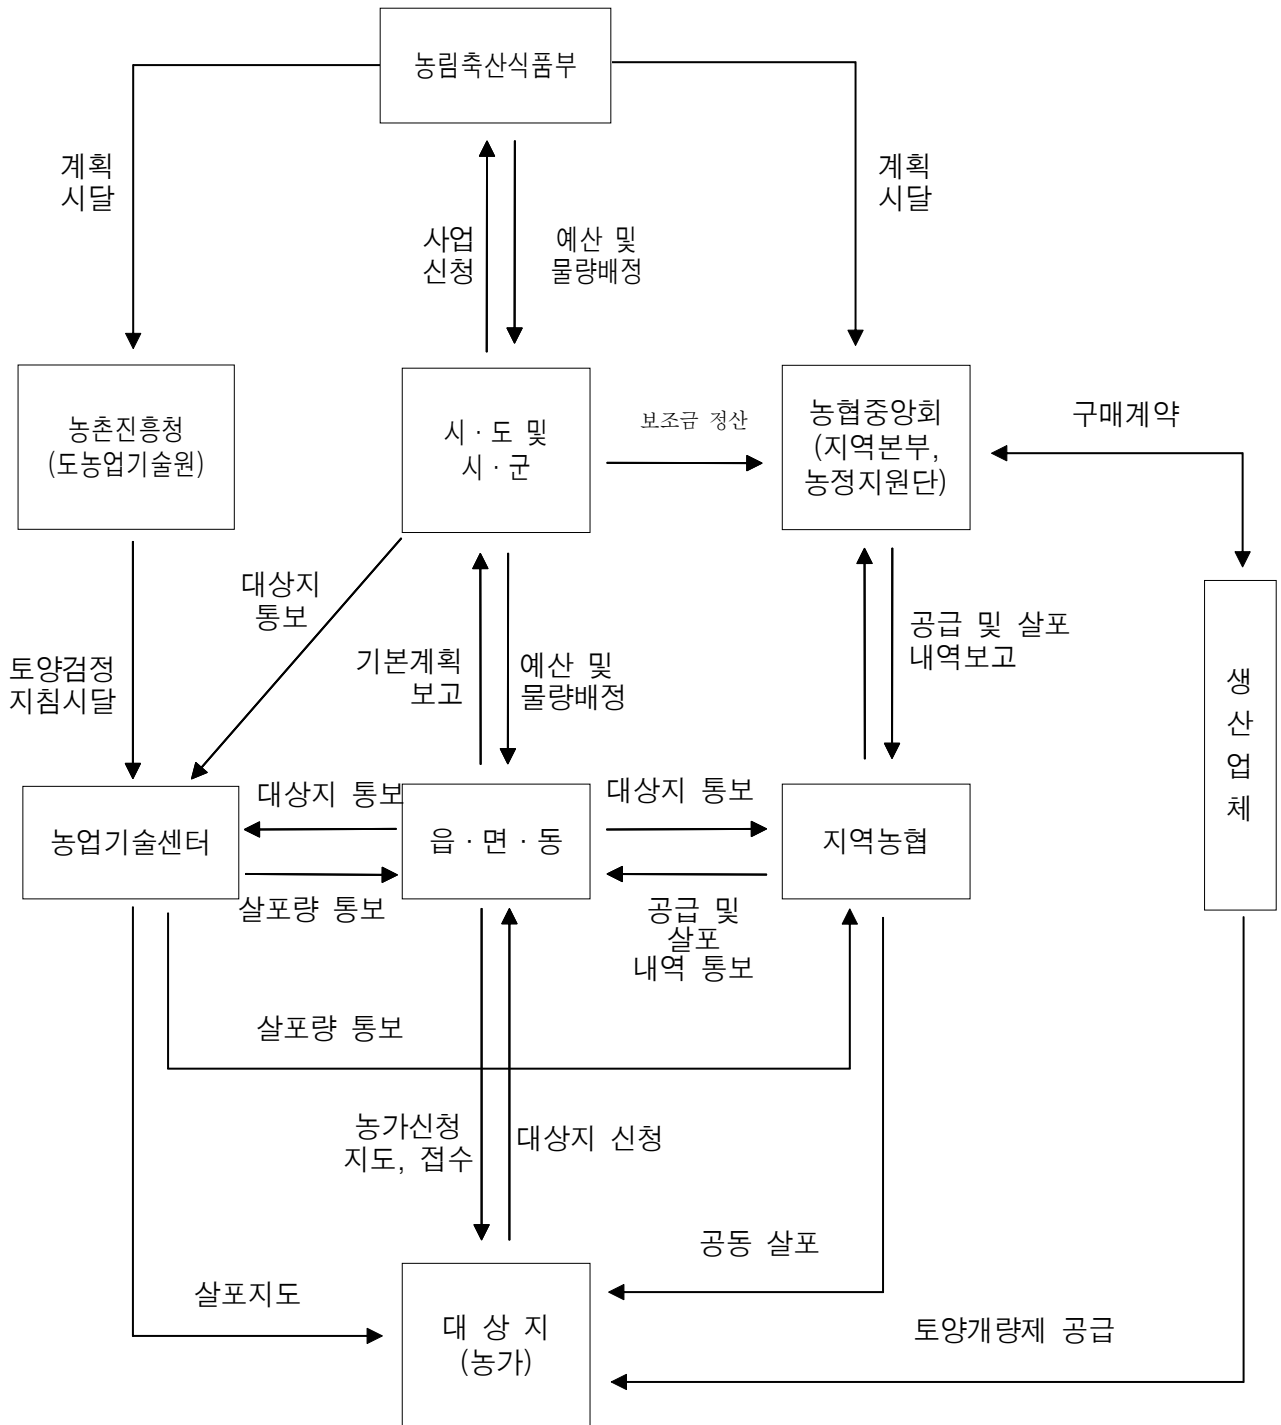 농림축산식품부
계획
시달
계획
시달
사업
신청
예산 및
물량배정
농촌진흥청
(도농업기술원)
시 · 도 및
시 · 군
보조금 정산
농협중앙회
(지역본부,
농정지원단)
구매계약
대상지
통보
토양검정
지침시달
기본계획
보고
예산 및
물량배정
공급 및 살포
내역보고
생
산
업
체
대상지 통보
대상지 통보
농업기술센터
읍 · 면 · 동
지역농협
살포량 통보
공급 및
살포
내역 통보
살포량 통보
농가신청
지도, 접수
대상지 신청
공동 살포
살포지도
대 상 지
(농가)
토양개량제 공급